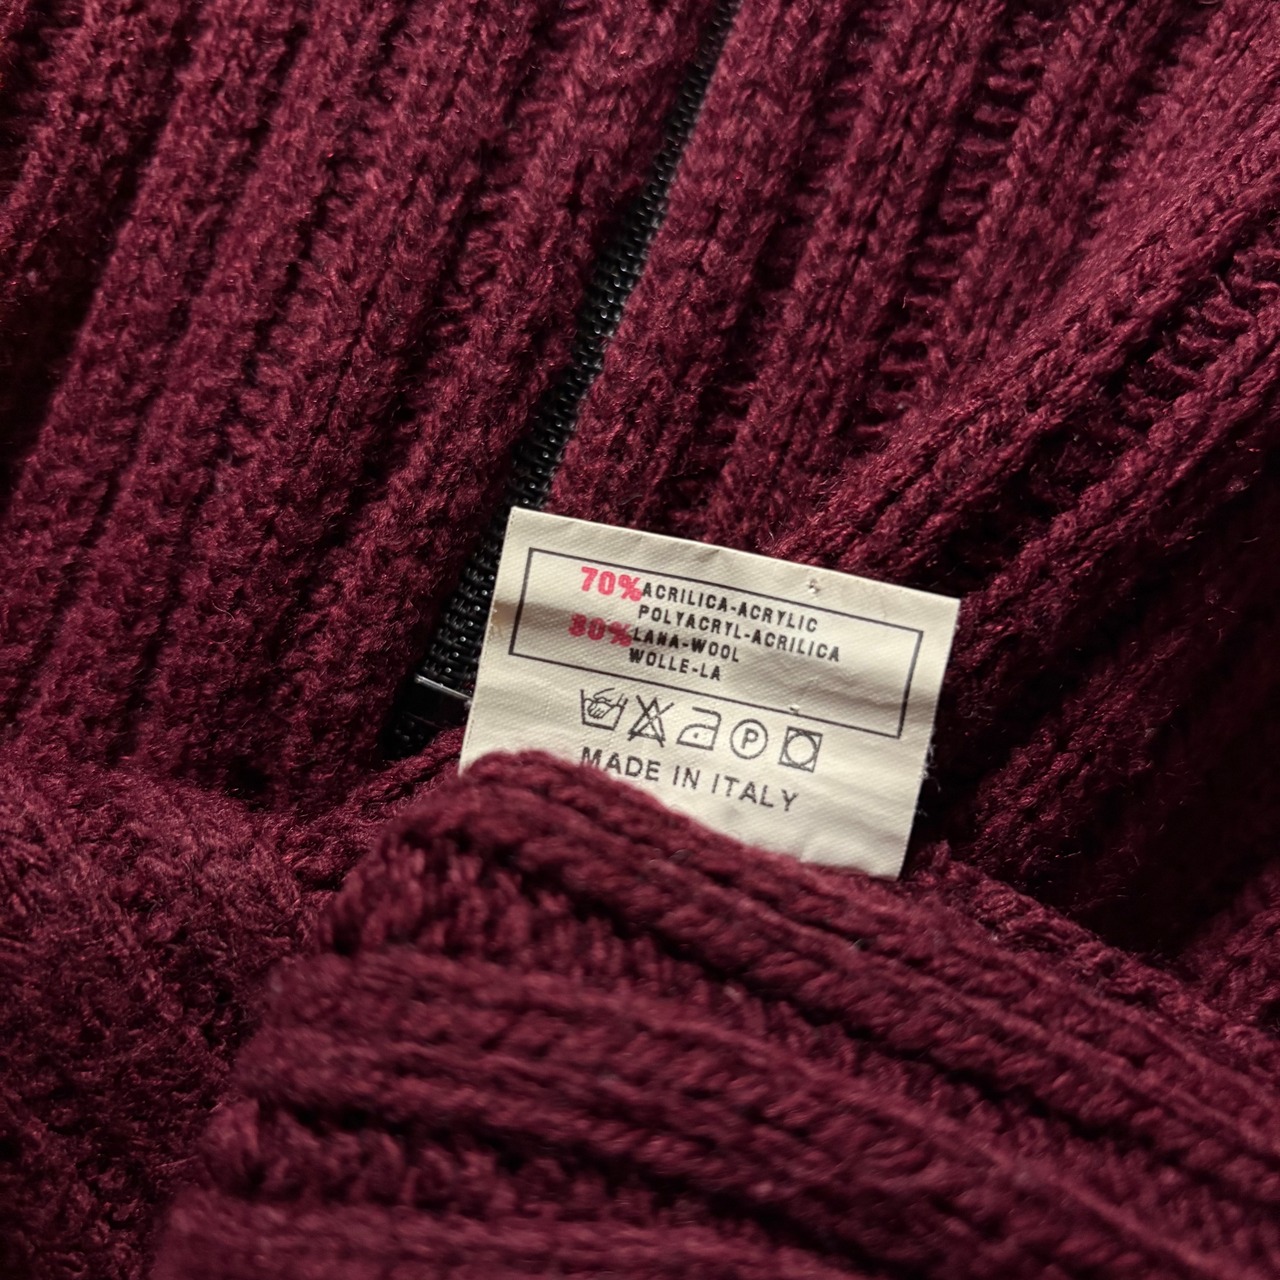 70% ACRILICA-ACRYLIC
POLYACRYL-ACRILICA
30% LANA-WOOL
WOLLE-LA
P
MADE IN ITALY